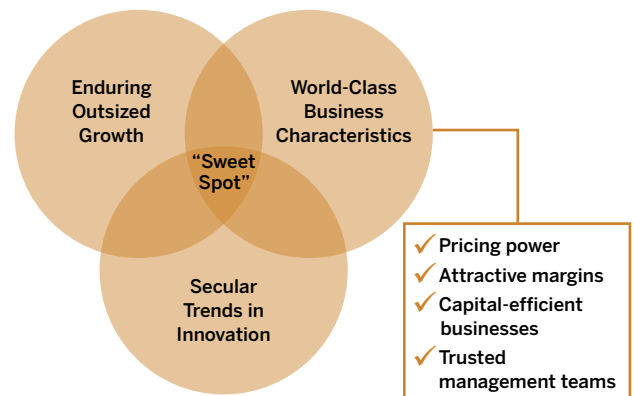 Enduring
Outsized
Growth
World-Class
Business
Characteristics
“Sweet
Spot”
Secular
Trends in
Innovation
Pricing power
Attractive margins
Capital-efficient
businesses
Trusted
management teams